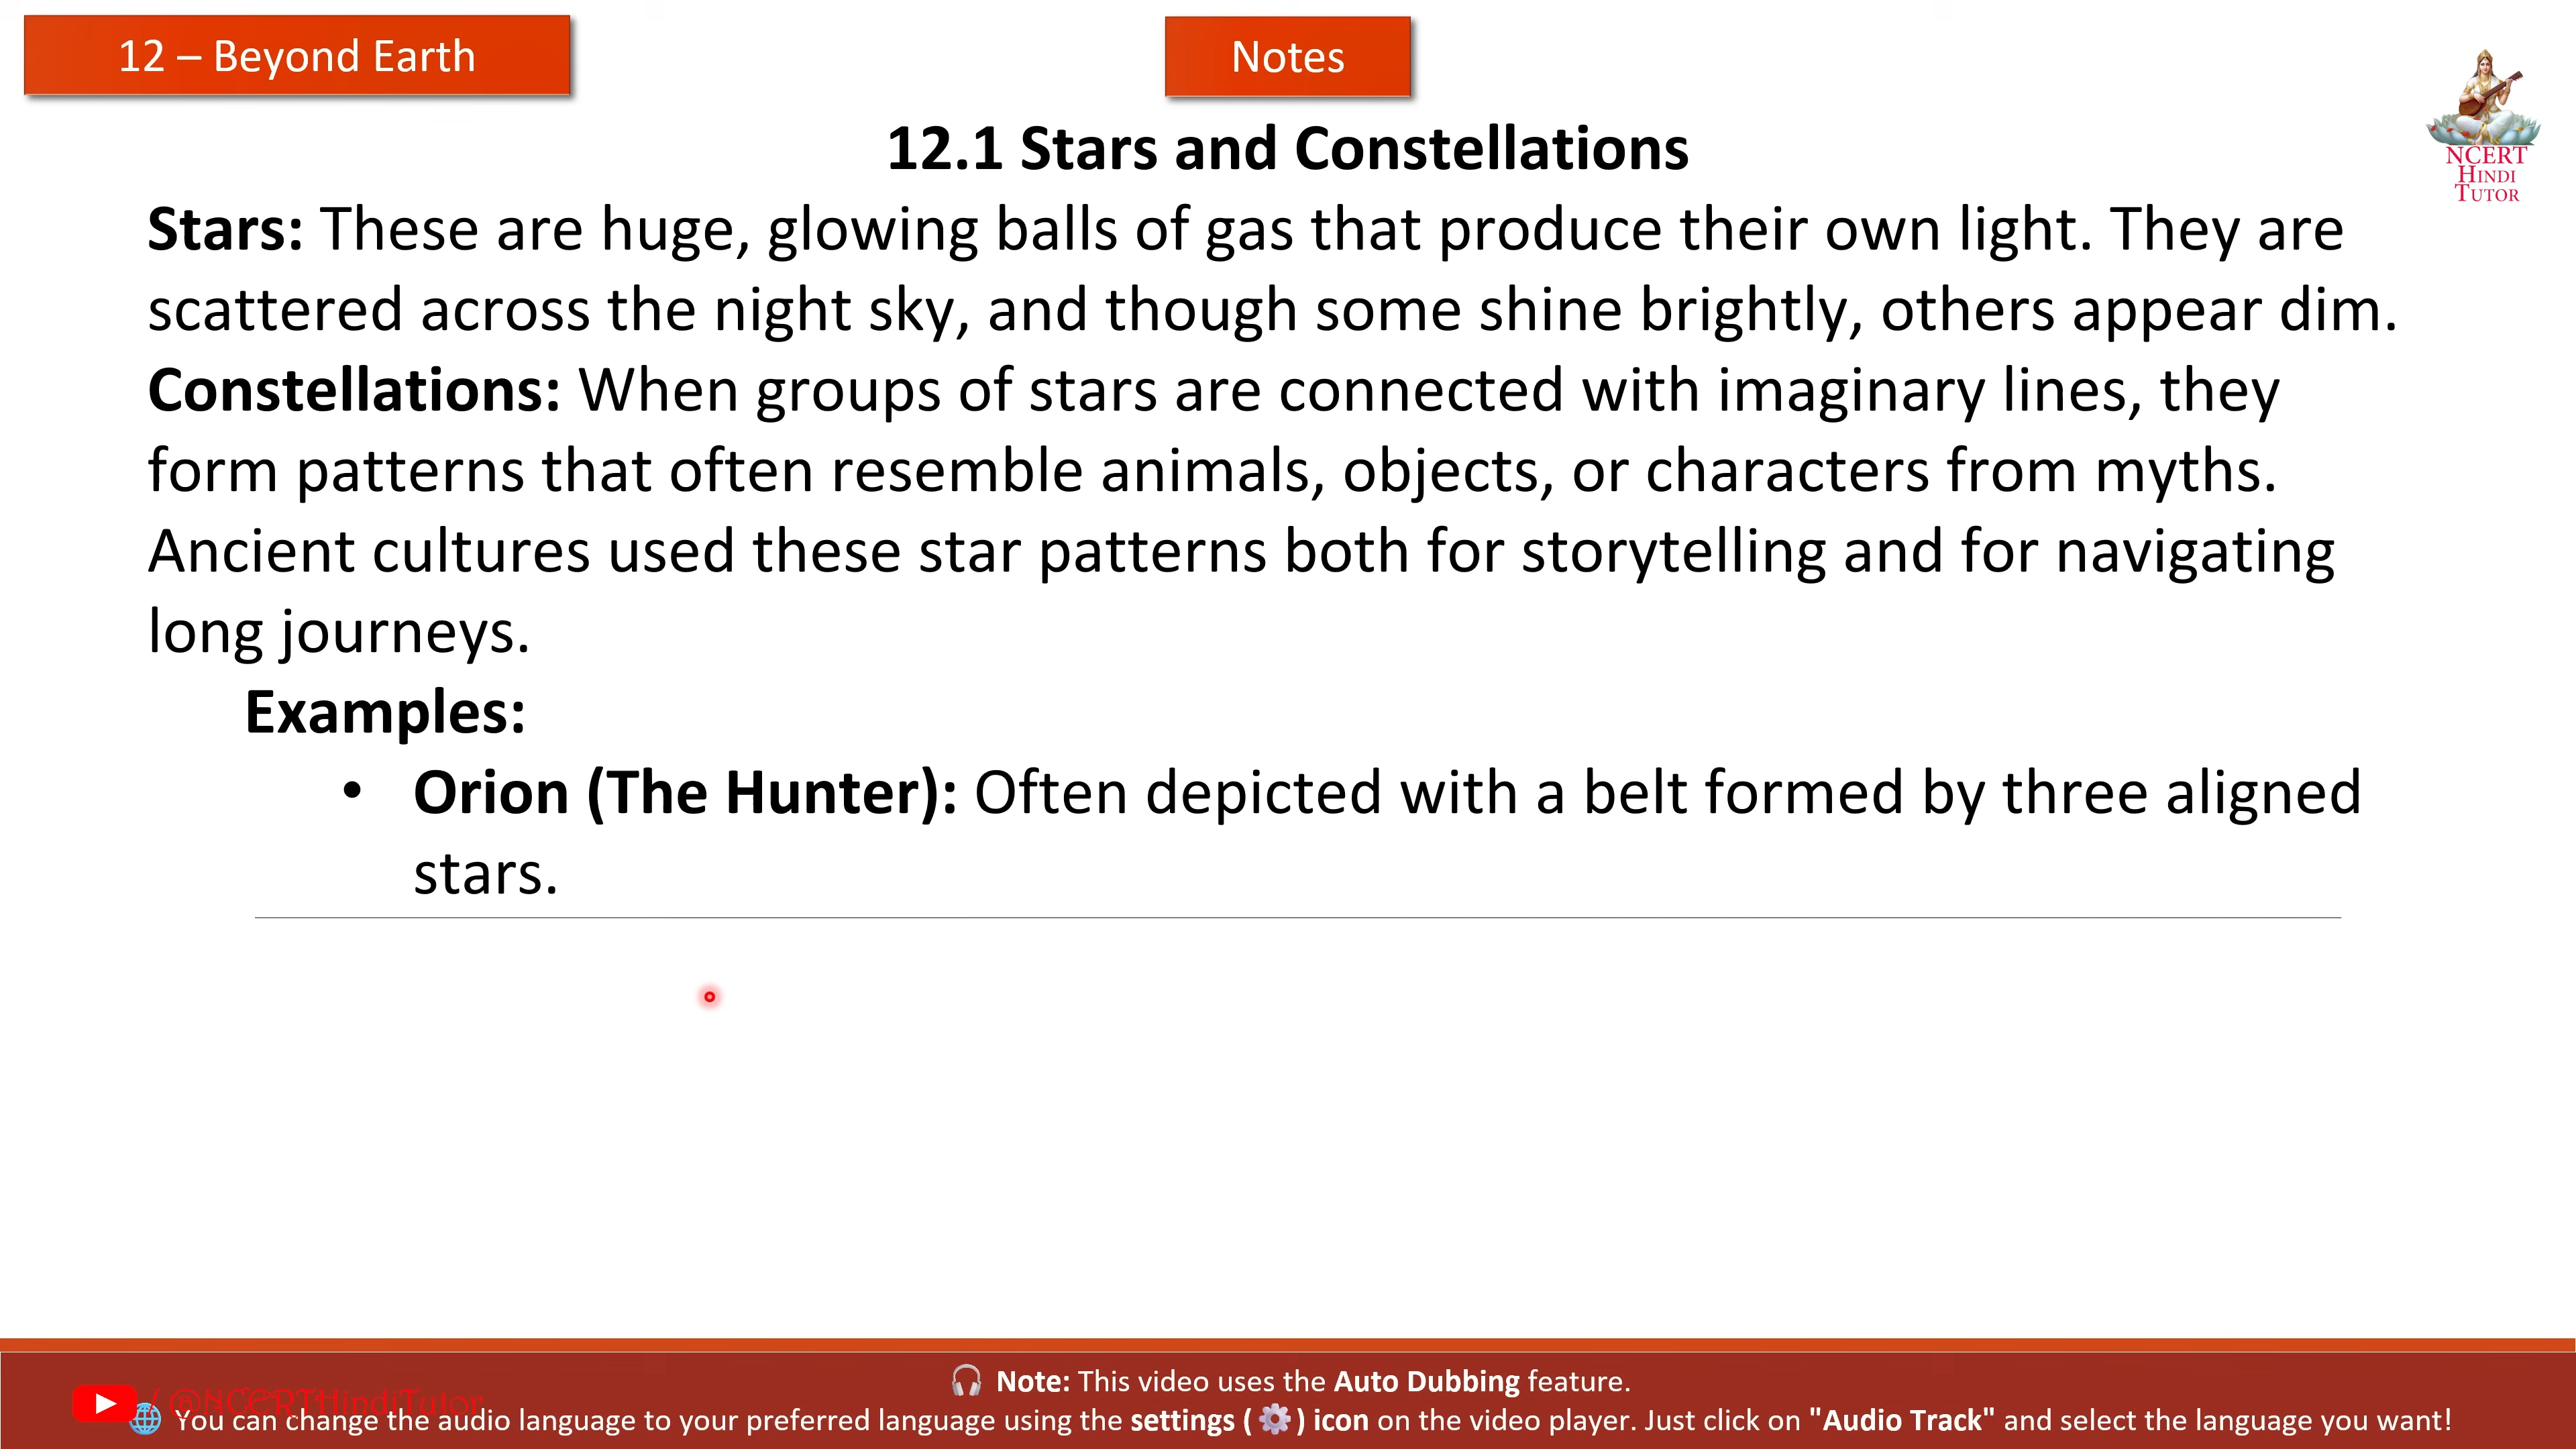 12 – Beyond Earth
Notes
NCERT
HINDI
TUTOR
12.1 Stars and Constellations
Stars: These are huge, glowing balls of gas that produce their own light. They are
scattered across the night sky, and though some shine brightly, others appear dim.
Constellations: When groups of stars are connected with imaginary lines, they
form patterns that often resemble animals, objects, or characters from myths.
Ancient cultures used these star patterns both for storytelling and for navigating
long journeys.
Examples:
• Orion (The Hunter): Often depicted with a belt formed by three aligned
stars.
🎧 Note: This video uses the Auto Dubbing feature.
/ @NCERTHindiTutor
🌐 You can change the audio language to your preferred language using the settings (⚙️) icon on the video player. Just click on "Audio Track" and select the language you want!